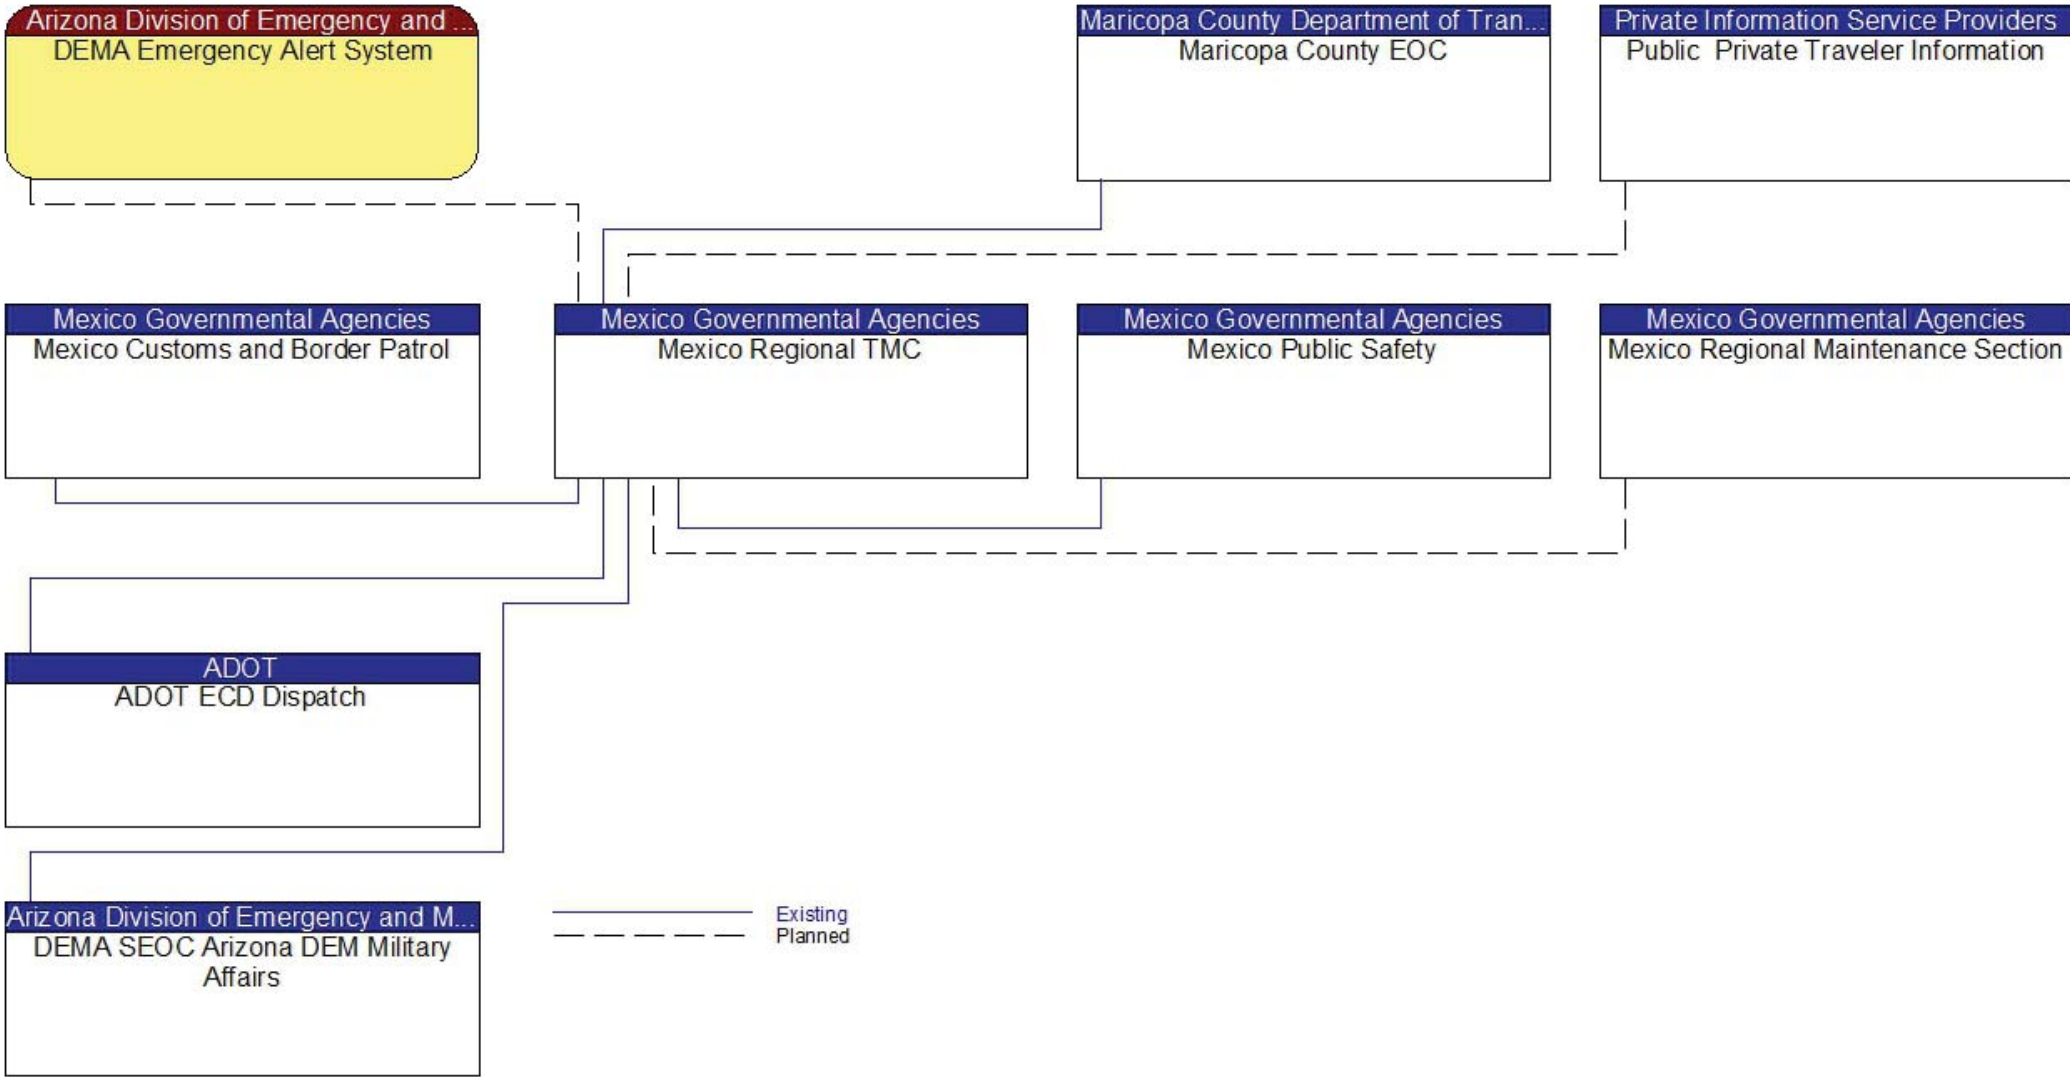 Arizona Division of Emergency and ...
DEMA Emergency Alert System
Maricopa County Department of Tran...
Maricopa County EOC
Private Information Service Providers
Public  Private Traveler Information
Mexico Governmental Agencies
Mexico Customs and Border Patrol
Mexico Governmental Agencies
Mexico Regional TMC
Mexico Governmental Agencies
Mexico Public Safety
Mexico Governmental Agencies
Mexico Regional Maintenance Section
ADOT
ADOT ECD Dispatch
Arizona Division of Emergency and M...
DEMA SEOC Arizona DEM Military
Affairs
Existing
Planned